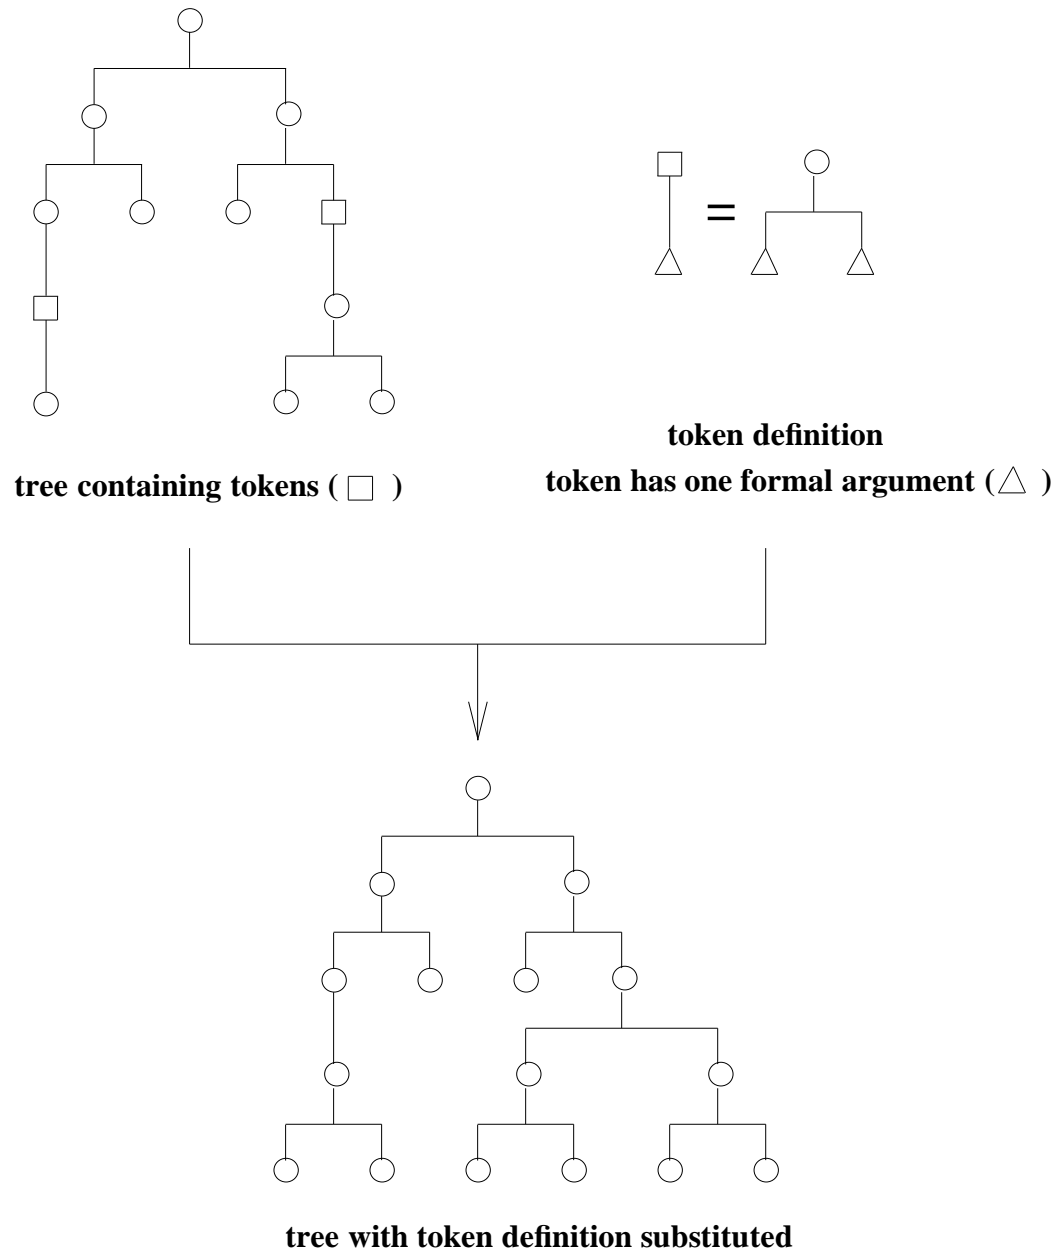 =
token definition
tree containing tokens ( □ )
token has one formal argument (△ )
tree with token definition substituted